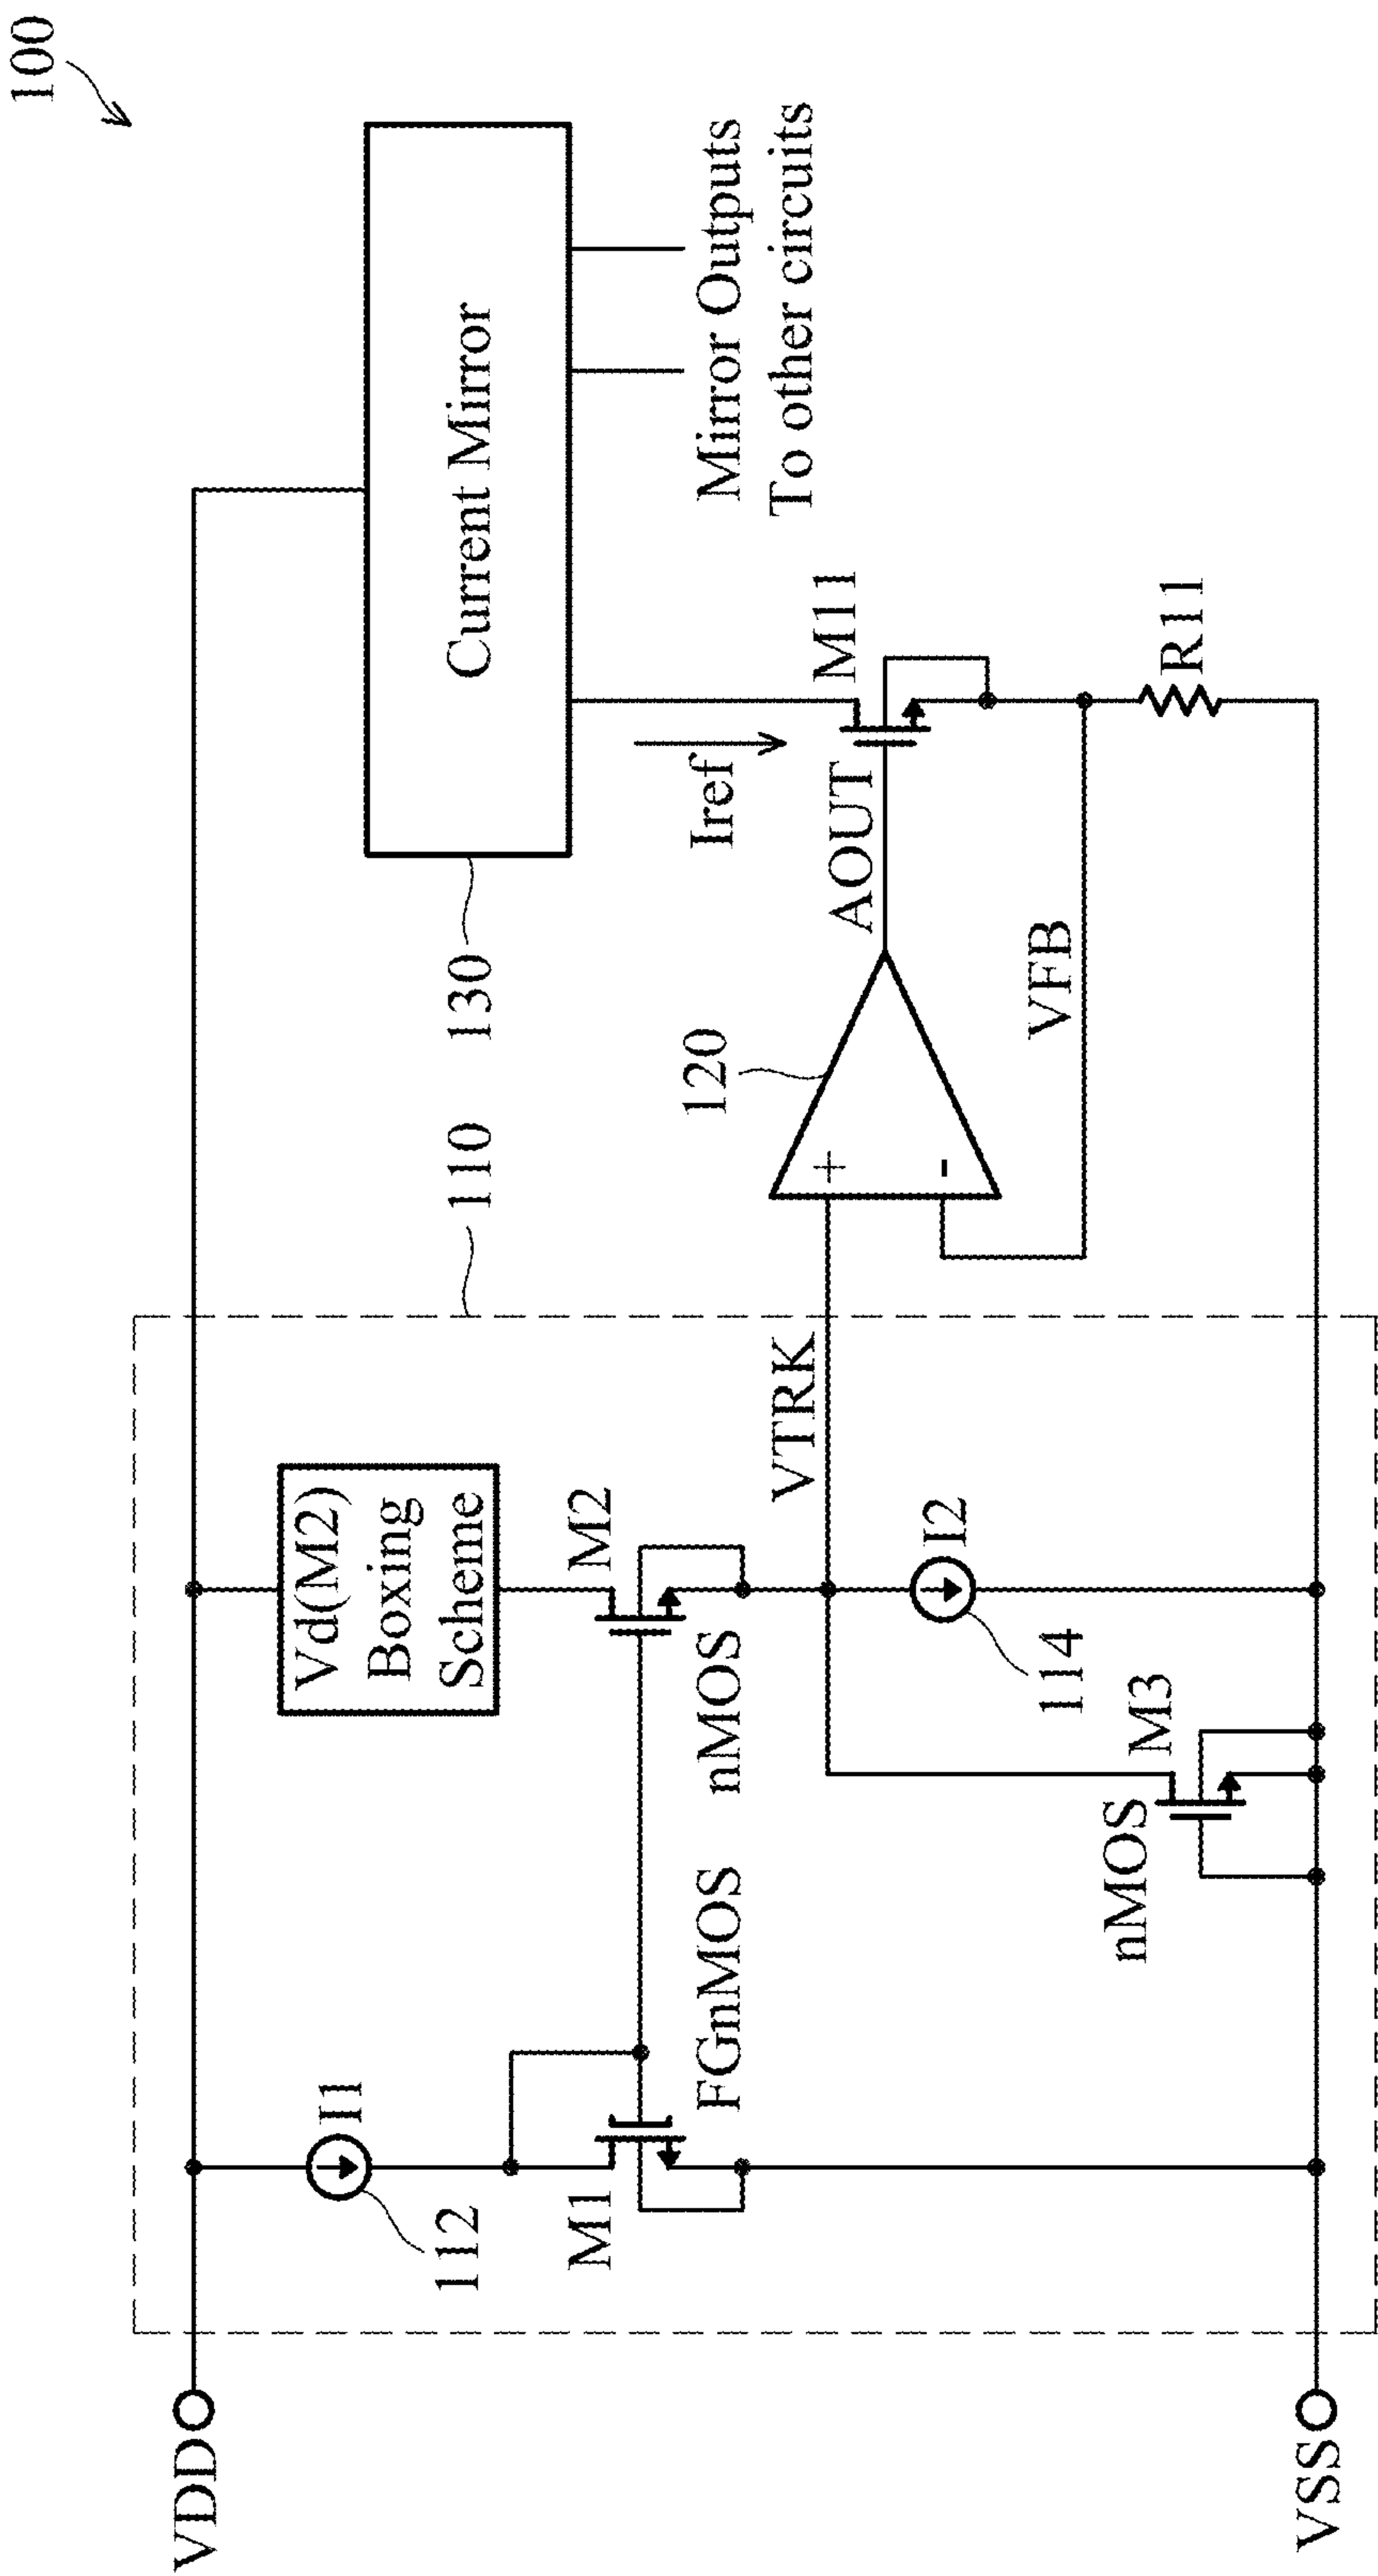 100
VDD
I1
112
M1
FGnMOS
Vd(M2)
Boxing
Scheme
M2
nMOS
VTRK
I2
114
M3
nMOS
110
130
Current Mirror
Mirror Outputs
To other circuits
Iref
M11
AOUT
120
+
-
VFB
R11
VSS